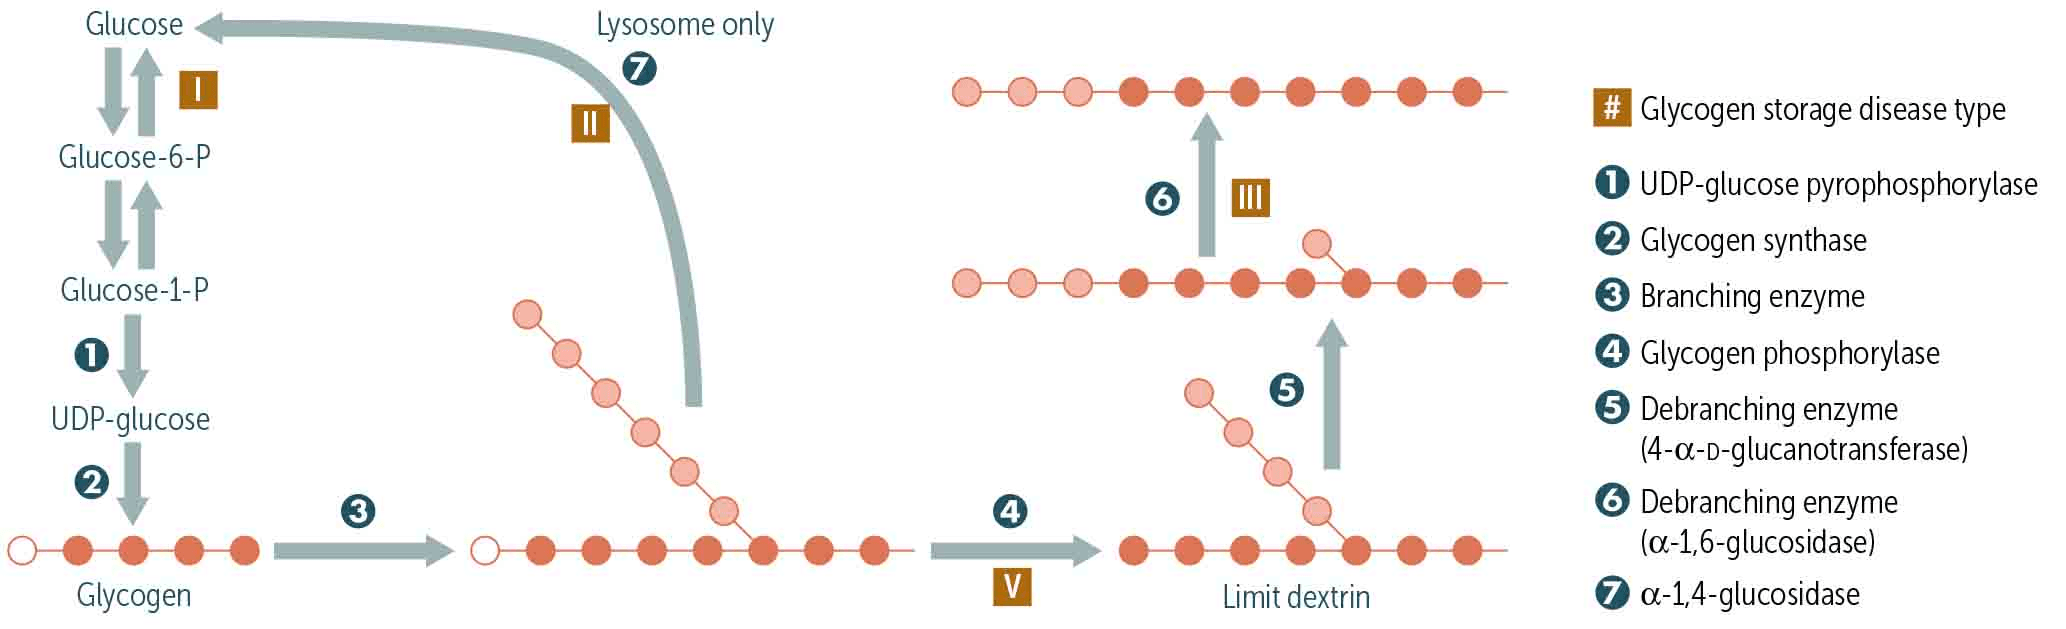 Glucose
Lysosome only
7
I
II
Glucose-6-P
Glucose-1-P
1
UDP-glucose
2
3
Glycogen
4
V
Limit dextrin
5
6
III
# Glycogen storage disease type
1 UDP-glucose pyrophosphorylase
2 Glycogen synthase
3 Branching enzyme
4 Glycogen phosphorylase
5 Debranching enzyme
(4-α-D-glucanotransferase)
6 Debranching enzyme
(α-1,6-glucosidase)
7 α-1,4-glucosidase